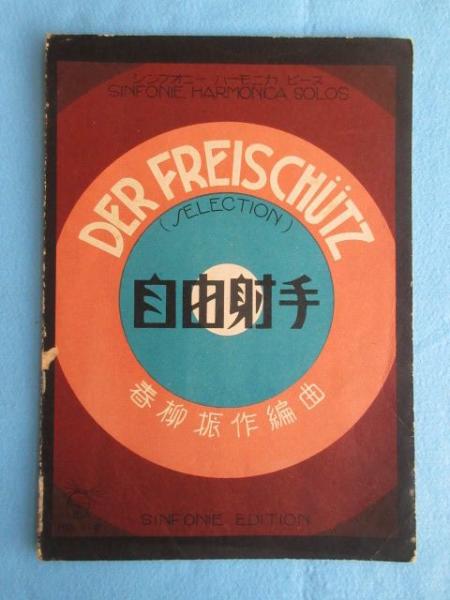 シンフオニー ハーモニカ ピース
SINFONIE HARMONICA SOLOS
DER FREISCHÜTZ
(SELECTION)
自由射手
春柳振作編曲
SINFONIE EDITION